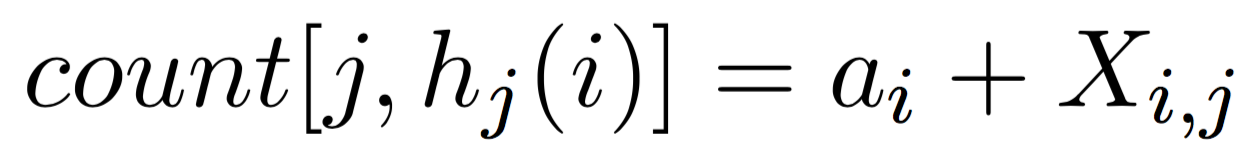 count[j, h_j(i)] = a_i + X_{i,j}